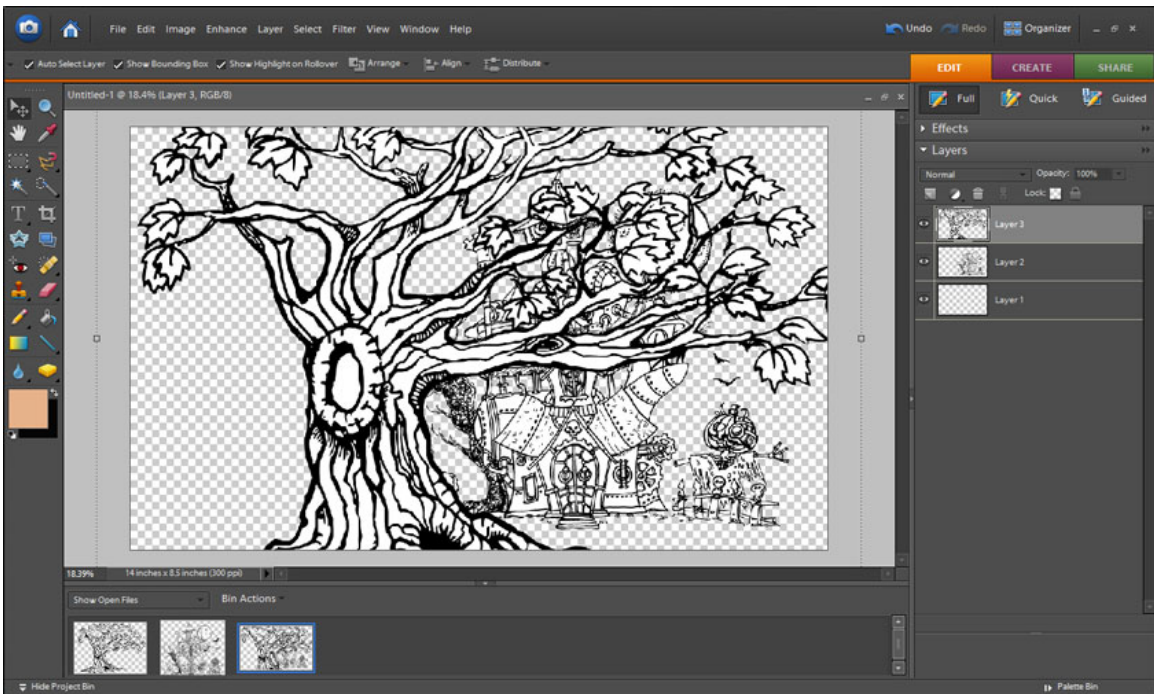 File Edit Image Enhance Layer Select Filter View Window Help
Undo Redo Organizer
Auto Select Layer Show Bounding Box Show Highlight on Rollover Arrange Align Distribute
EDIT CREATE SHARE
Untitled-1 @ 18.4% (Layer 3, RGB/8)
Full Quick Guided
Effects
Layers
Normal Opacity: 100%
Lock:
Layer 3
Layer 2
Layer 1
T
18.39% 14 inches x 8.5 inches (300 ppi)
Show Open Files Bin Actions
Hide Project Bin Palette Bin